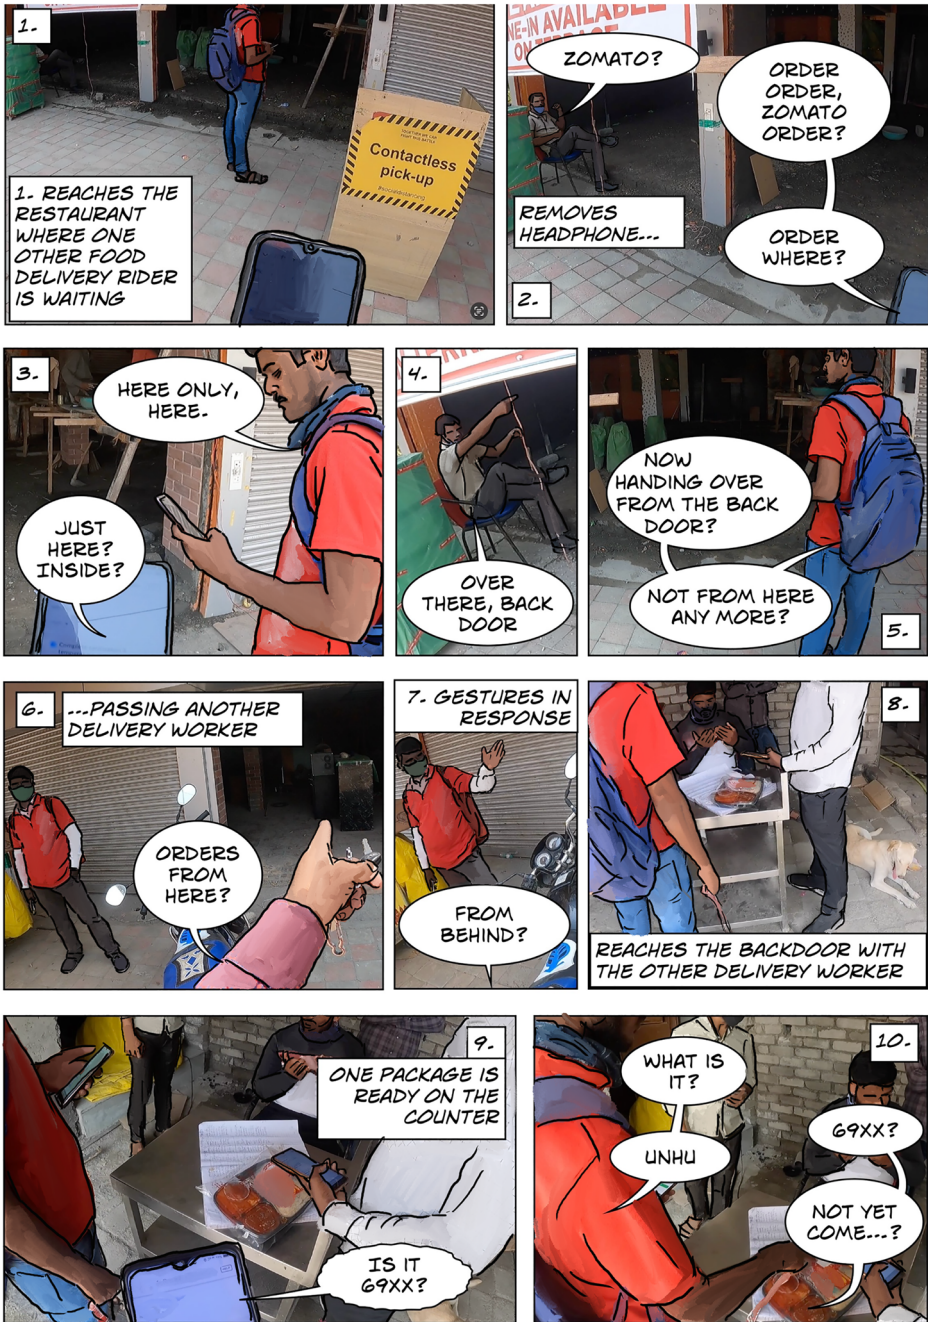 1.
Contactless
pick-up
1. REACHES THE
RESTAURANT
WHERE ONE
OTHER FOOD
DELIVERY RIDER
IS WAITING
NE-IN AVAILABLE
ZOMATO?
ORDER
ORDER,
ZOMATO
ORDER?
REMOVES
HEADPHONE...
ORDER
WHERE?
2.
3.
HERE ONLY,
HERE.
JUST
HERE?
INSIDE?
4.
OVER
THERE, BACK
DOOR
NOW
HANDING OVER
FROM THE BACK
DOOR?
NOT FROM HERE
ANY MORE?
5.
6.
...PASSING ANOTHER
DELIVERY WORKER
ORDERS
FROM
HERE?
7. GESTURES IN
RESPONSE
FROM
BEHIND?
8.
REACHES THE BACKDOOR WITH
THE OTHER DELIVERY WORKER
9.
ONE PACKAGE IS
READY ON THE
COUNTER
IS IT
69XX?
10.
WHAT IS
IT?
UNHU
69XX?
NOT YET
COME...?